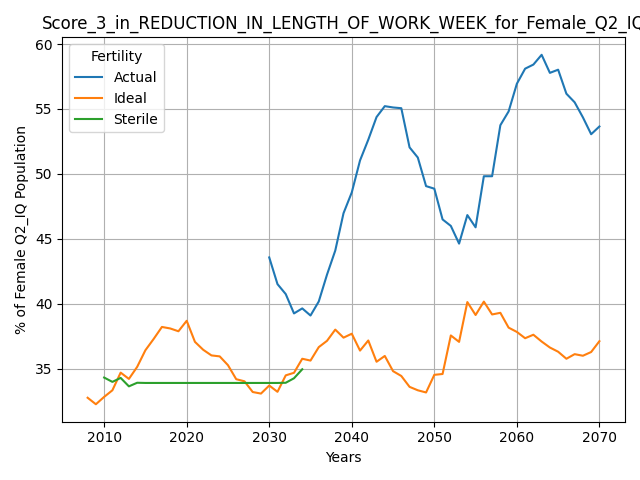 Score_3_in_REDUCTION_IN_LENGTH_OF_WORK_WEEK_for_Female_Q2_IQ
Fertility
Actual
Ideal
Sterile
60
55
50
45
40
35
% of Female Q2_IQ Population
2010 2020 2030 2040 2050 2060 2070
Years